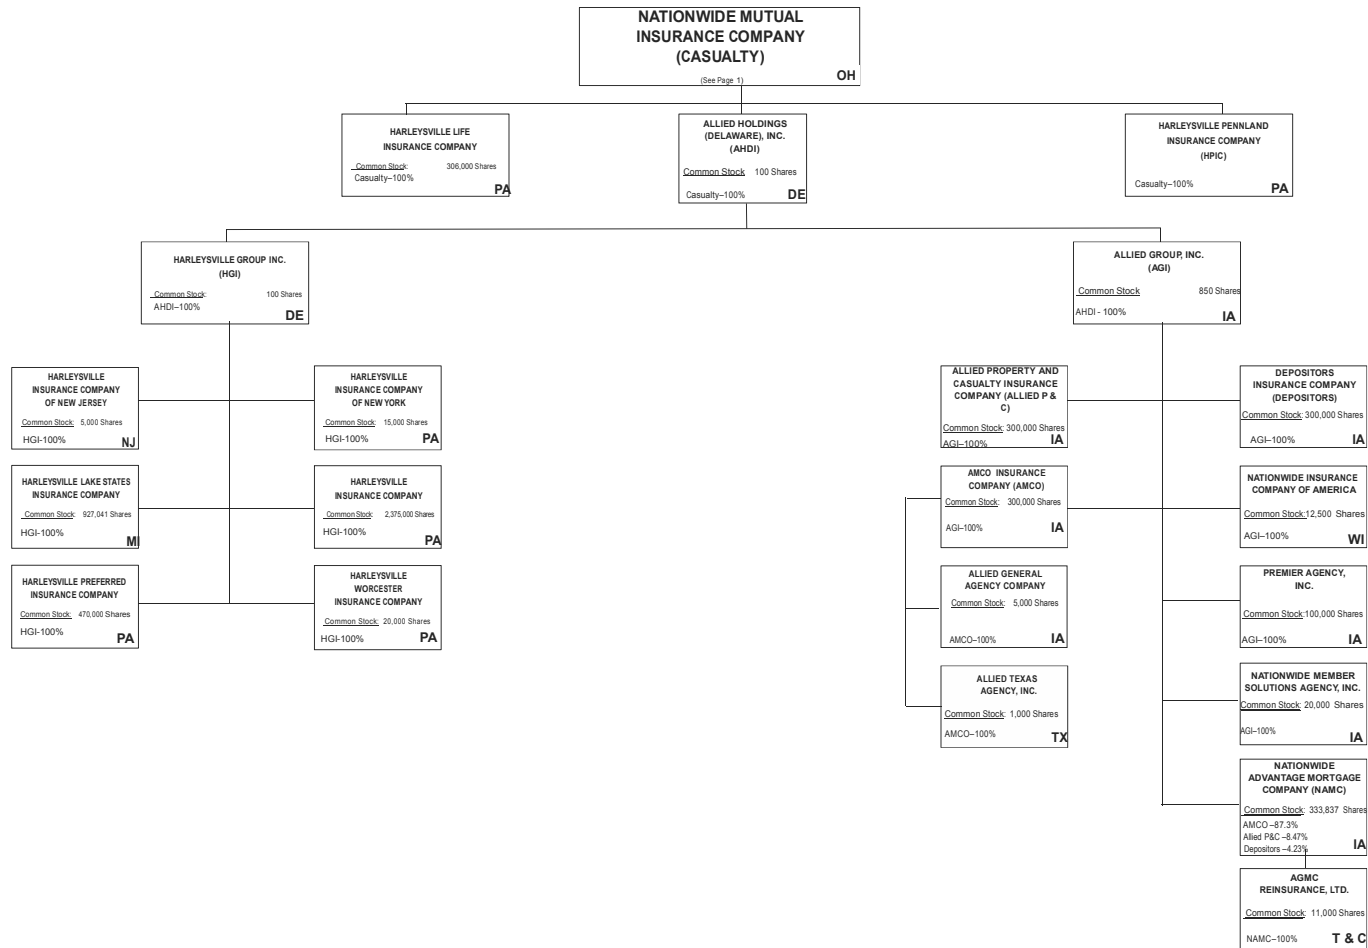 NATIONWIDE MUTUAL
INSURANCE COMPANY
(CASUALTY)
(See Page 1)
OH
HARLEYSVILLE LIFE
INSURANCE COMPANY
Common Stock: 306,000 Shares
Casualty–100%
PA
ALLIED HOLDINGS
(DELAWARE), INC.
(AHDI)
Common Stock 100 Shares
Casualty–100%
DE
HARLEYSVILLE PENNLAND
INSURANCE COMPANY
(HPIC)
Casualty–100%
PA
HARLEYSVILLE GROUP INC.
(HGI)
Common Stock: 100 Shares
AHDI–100%
DE
ALLIED GROUP, INC.
(AGI)
Common Stock 850 Shares
AHDI - 100%
IA
HARLEYSVILLE
INSURANCE COMPANY
OF NEW JERSEY
Common Stock: 5,000 Shares
HGI-100%
NJ
HARLEYSVILLE
INSURANCE COMPANY
OF NEW YORK
Common Stock: 15,000 Shares
HGI-100%
PA
HARLEYSVILLE LAKE STATES
INSURANCE COMPANY
Common Stock: 927,041 Shares
HGI-100%
MI
HARLEYSVILLE
INSURANCE COMPANY
Common Stock: 2,375,000 Shares
HGI-100%
PA
HARLEYSVILLE PREFERRED
INSURANCE COMPANY
Common Stock: 470,000 Shares
HGI-100%
PA
HARLEYSVILLE
WORCESTER
INSURANCE COMPANY
Common Stock: 20,000 Shares
HGI-100%
PA
ALLIED PROPERTY AND
CASUALTY INSURANCE
COMPANY (ALLIED P &
C)
Common Stock: 300,000 Shares
AGI–100%
IA
DEPOSITORS
INSURANCE COMPANY
(DEPOSITORS)
Common Stock: 300,000 Shares
AGI–100%
IA
AMCO INSURANCE
COMPANY (AMCO)
Common Stock: 300,000 Shares
AGI–100%
IA
NATIONWIDE INSURANCE
COMPANY OF AMERICA
Common Stock:12,500 Shares
AGI–100%
WI
ALLIED GENERAL
AGENCY COMPANY
Common Stock: 5,000 Shares
AMCO–100%
IA
PREMIER AGENCY,
INC.
Common Stock:100,000 Shares
AGI–100%
IA
ALLIED TEXAS
AGENCY, INC.
Common Stock: 1,000 Shares
AMCO–100%
TX
NATIONWIDE MEMBER
SOLUTIONS AGENCY, INC.
Common Stock: 20,000 Shares
AGI–100%
IA
NATIONWIDE
ADVANTAGE MORTGAGE
COMPANY (NAMC)
Common Stock: 333,837 Shares
AMCO –87.3%
Allied P&C –8.47%
Depositors –4.23%
IA
AGMC
REINSURANCE, LTD.
Common Stock: 11,000 Shares
NAMC–100%
T & C